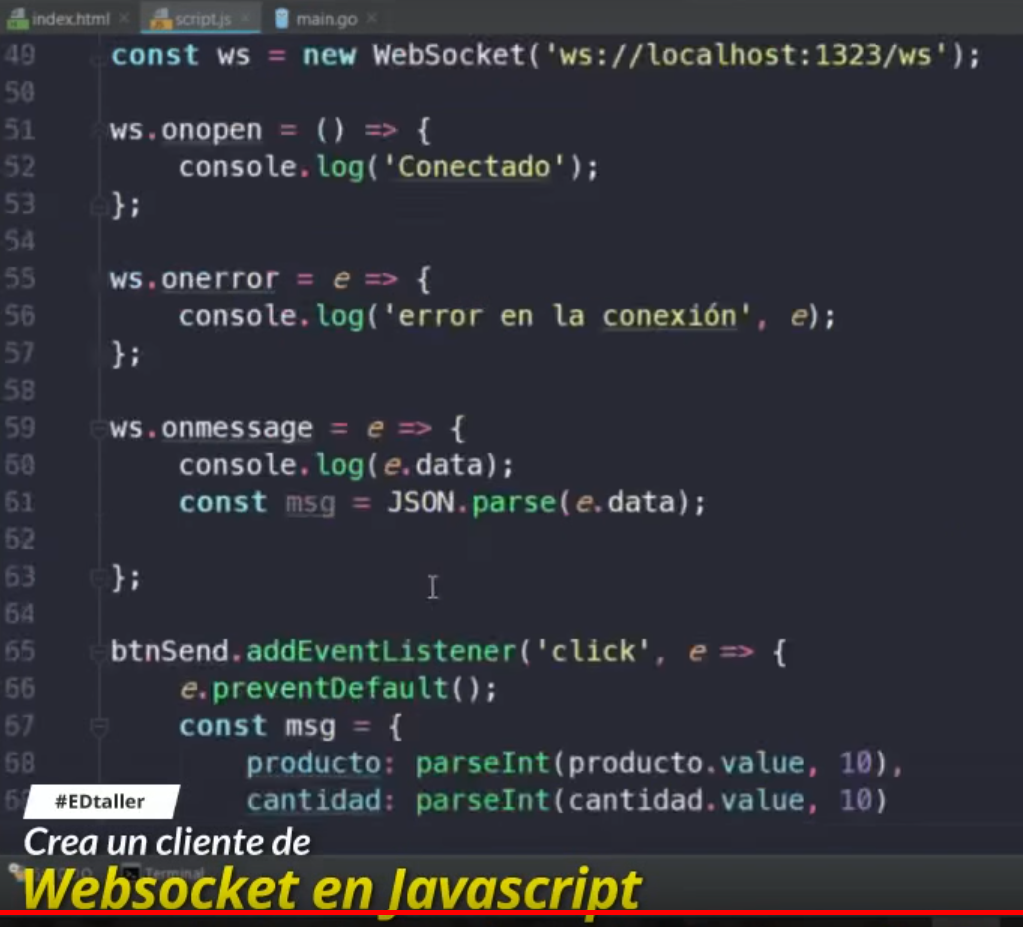 index.html × script.js × main.go ×
49 const ws = new WebSocket('ws://localhost:1323/ws');
50
51 ws.onopen = () => {
52 console.log('Conectado');
53 };
54
55 ws.onerror = e => {
56 console.log('error en la conexión', e);
57 };
58
59 ws.onmessage = e => {
60 console.log(e.data);
61 const msg = JSON.parse(e.data);
62
63 };
64
65 btnSend.addEventListener('click', e => {
66 e.preventDefault();
67 const msg = {
68 producto: parseInt(producto.value, 10),
cantidad: parseInt(cantidad.value, 10)
#EDtaller
Crea un cliente de
Terminal
Websocket en Javascript